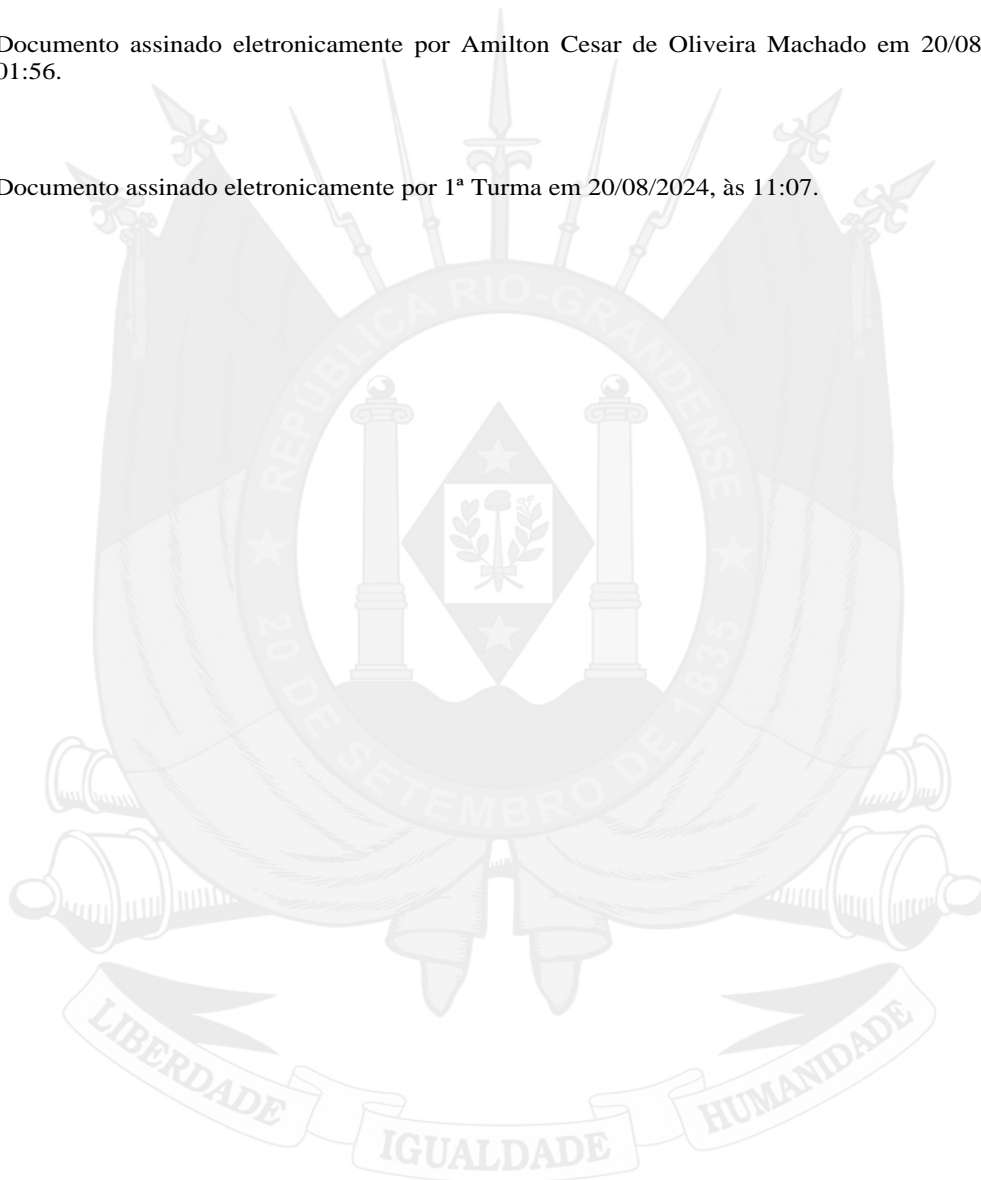 Documento assinado eletronicamente por Amilton Cesar de Oliveira Machado em 20/08
01:56.
Documento assinado eletronicamente por 1ª Turma em 20/08/2024, às 11:07.
REPÚBLICA RIO-GRANDENSE
20 DE SETEMBRO DE 1835
LIBERDADE
IGUALDADE
HUMANIDADE